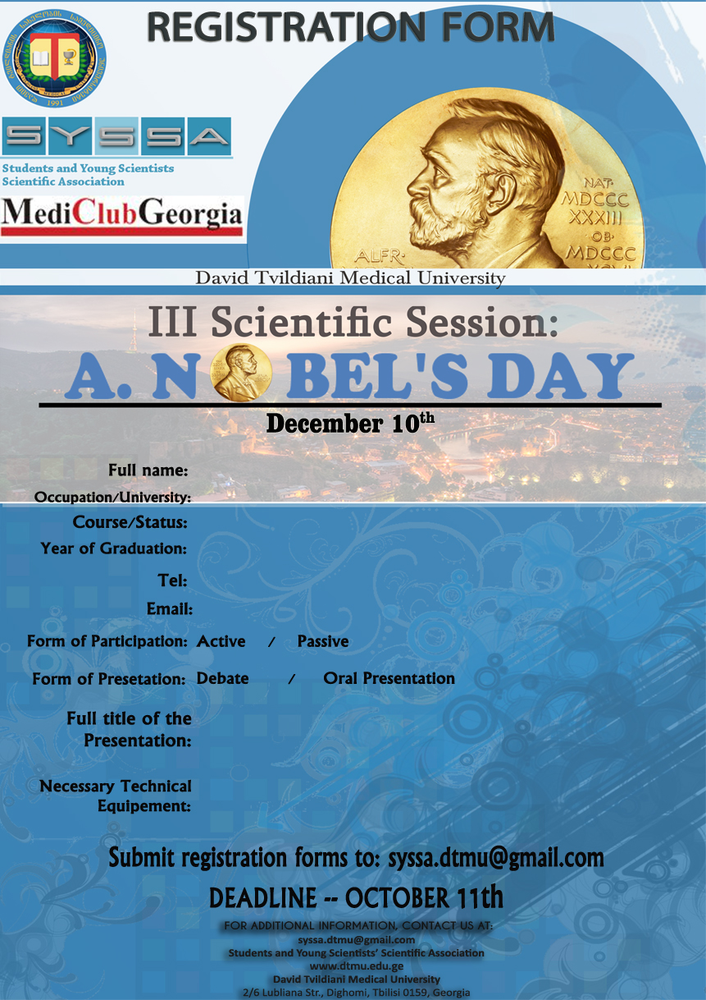 REGISTRATION FORM
1991
SYSSA
Students and Young Scientists
Scientific Association
MediClubGeorgia
NAT.
MDCCC
XXXIII
OB.
MDCCC
ALFR.
David Tvildiani Medical University
III Scientific Session:
A. NOBEL'S DAY
December 10th
Full name:
Occupation/University:
Course/Status:
Year of Graduation:
Tel:
Email:
Form of Participation: Active / Passive
Form of Presetation: Debate / Oral Presentation
Full title of the
Presentation:
Necessary Technical
Equipement:
Submit registration forms to: syssa.dtmu@gmail.com
DEADLINE -- OCTOBER 11th
FOR ADDITIONAL INFORMATION, CONTACT US AT:
syssa.dtmu@gmail.com
Students and Young Scientists' Scientific Association
www.dtmu.edu.ge
David Tvildiani Medical University
2/6 Lubliana Str., Dighomi, Tbilisi 0159, Georgia